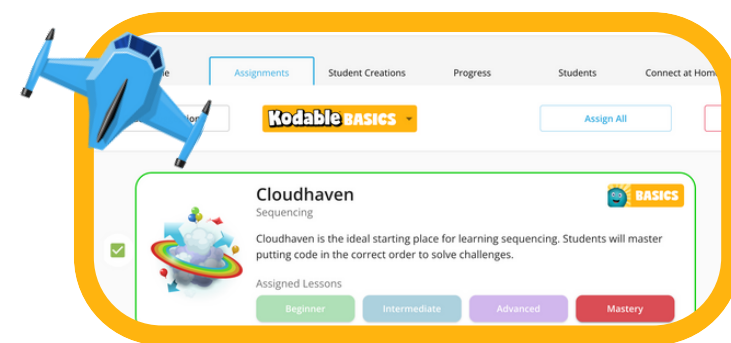 Assignments Student Creations Progress Students Connect at Home
Kodable BASICS Assign All
Cloudhaven BASICS
Sequencing
Cloudhaven is the ideal starting place for learning sequencing. Students will master
putting code in the correct order to solve challenges.
Assigned Lessons
Beginner Intermediate Advanced Mastery